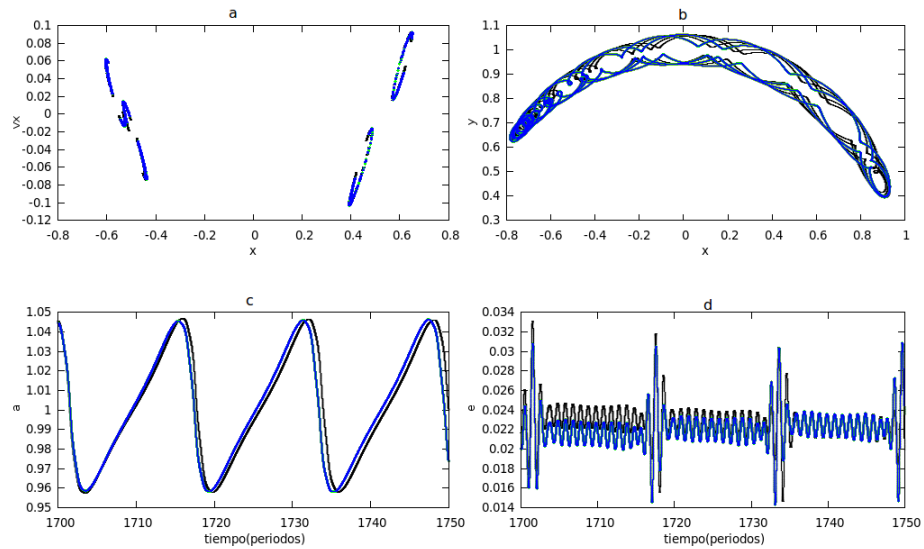 a
0.1
0.08
0.06
0.04
0.02
0
-0.02
-0.04
-0.06
-0.08
-0.1
-0.12
vx
-0.8 -0.6 -0.4 -0.2 0 0.2 0.4 0.6 0.8
x
b
1.1
1
0.9
0.8
0.7
0.6
0.5
0.4
0.3
y
-0.8 -0.6 -0.4 -0.2 0 0.2 0.4 0.6 0.8 1
x
c
1.05
1.04
1.03
1.02
1.01
1
0.99
0.98
0.97
0.96
0.95
a
1700 1710 1720 1730 1740 1750
tiempo(periodos)
d
0.034
0.032
0.03
0.028
0.026
0.024
0.022
0.02
0.018
0.016
0.014
e
1700 1710 1720 1730 1740 1750
tiempo(periodos)